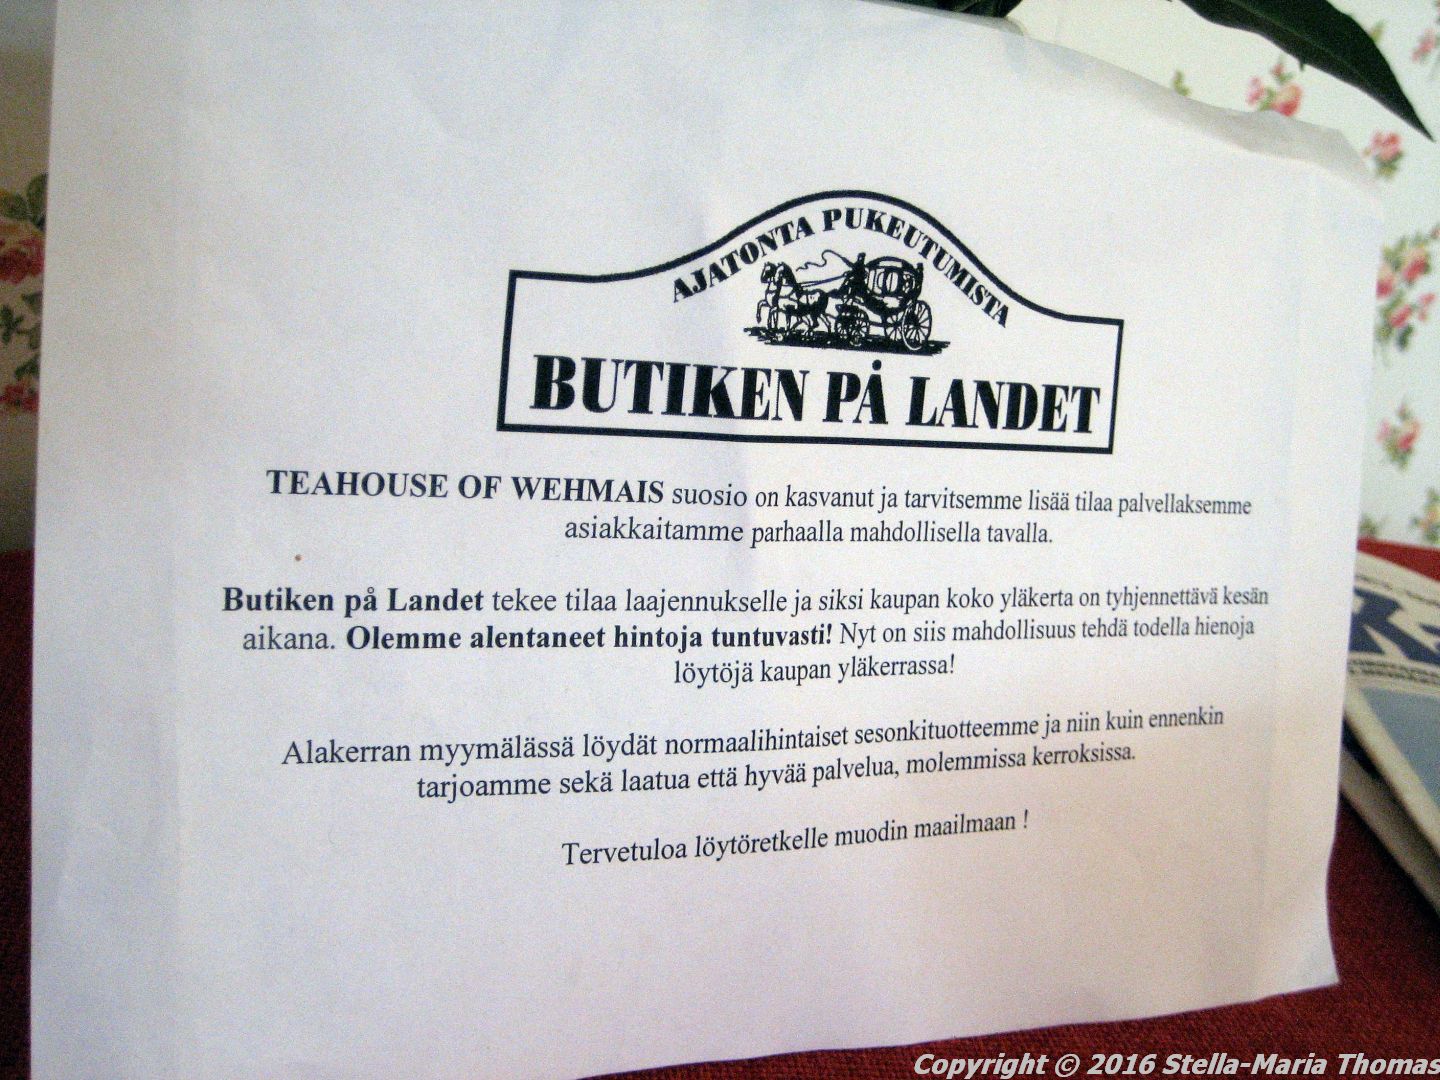 AJATONTA PUKEUTUMISTA
BUTIKEN PÅ LANDET
TEAHOUSE OF WEHMAIS suosio on kasvanut ja tarvitsemme lisää tilaa palvellaksemme
asiakkaitamme parhaalla mahdollisella tavalla.
Butiken på Landet tekee tilaa laajennukselle ja siksi kaupan koko yläkerta on tyhjennettävä kesän
aikana. Olemme alentaneet hintoja tuntuvasti! Nyt on siis mahdollisuus tehdä todella hienoja
löytöjä kaupan yläkerrassa!
Alakerran myymälässä löydät normaalihintaiset sesonkituotteemme ja niin kuin ennenkin
tarjoamme sekä laatua että hyvää palvelua, molemmissa kerroksissa.
Tervetuloa löytöretkelle muodin maailmaan !
Copyright © 2016 Stella-Maria Thomas